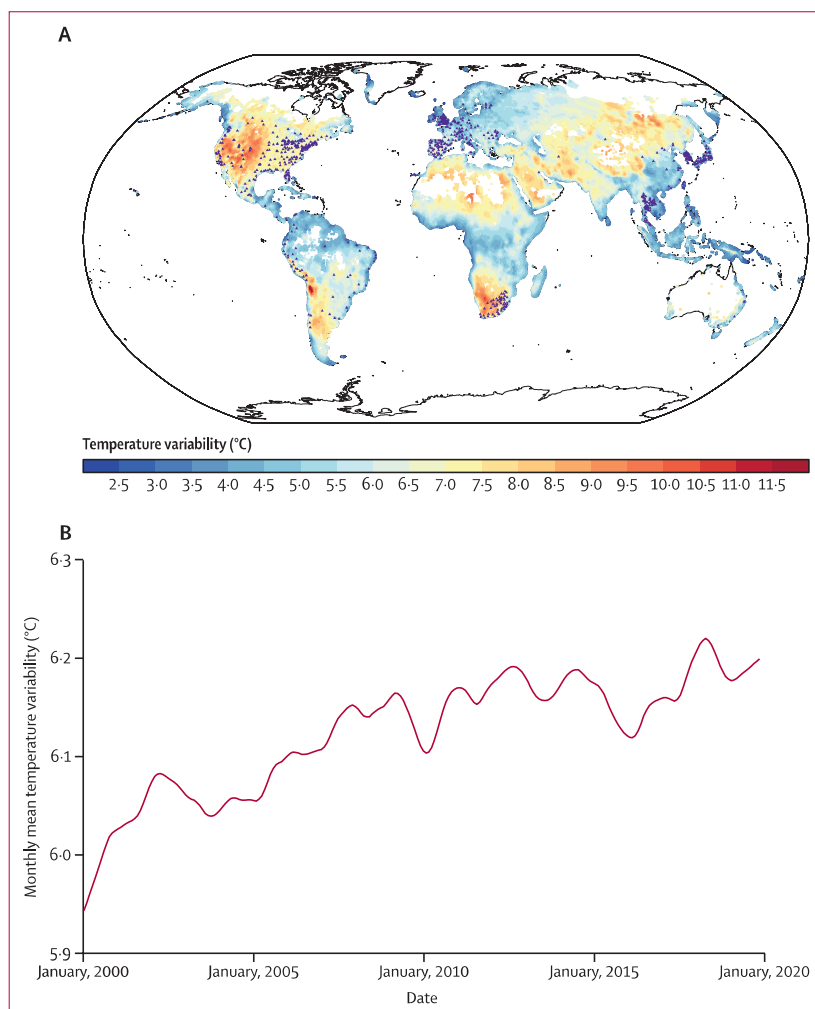 A
Temperature variability (°C)
2·5 3·0 3·5 4·0 4·5 5·0 5·5 6·0 6·5 7·0 7·5 8·0 8·5 9·0 9·5 10·0 10·5 11·0 11·5
B
6·3
6·2
6·1
6·0
5·9
Monthly mean temperature variability (°C)
January, 2000 January, 2005 January, 2010 January, 2015 January, 2020
Date